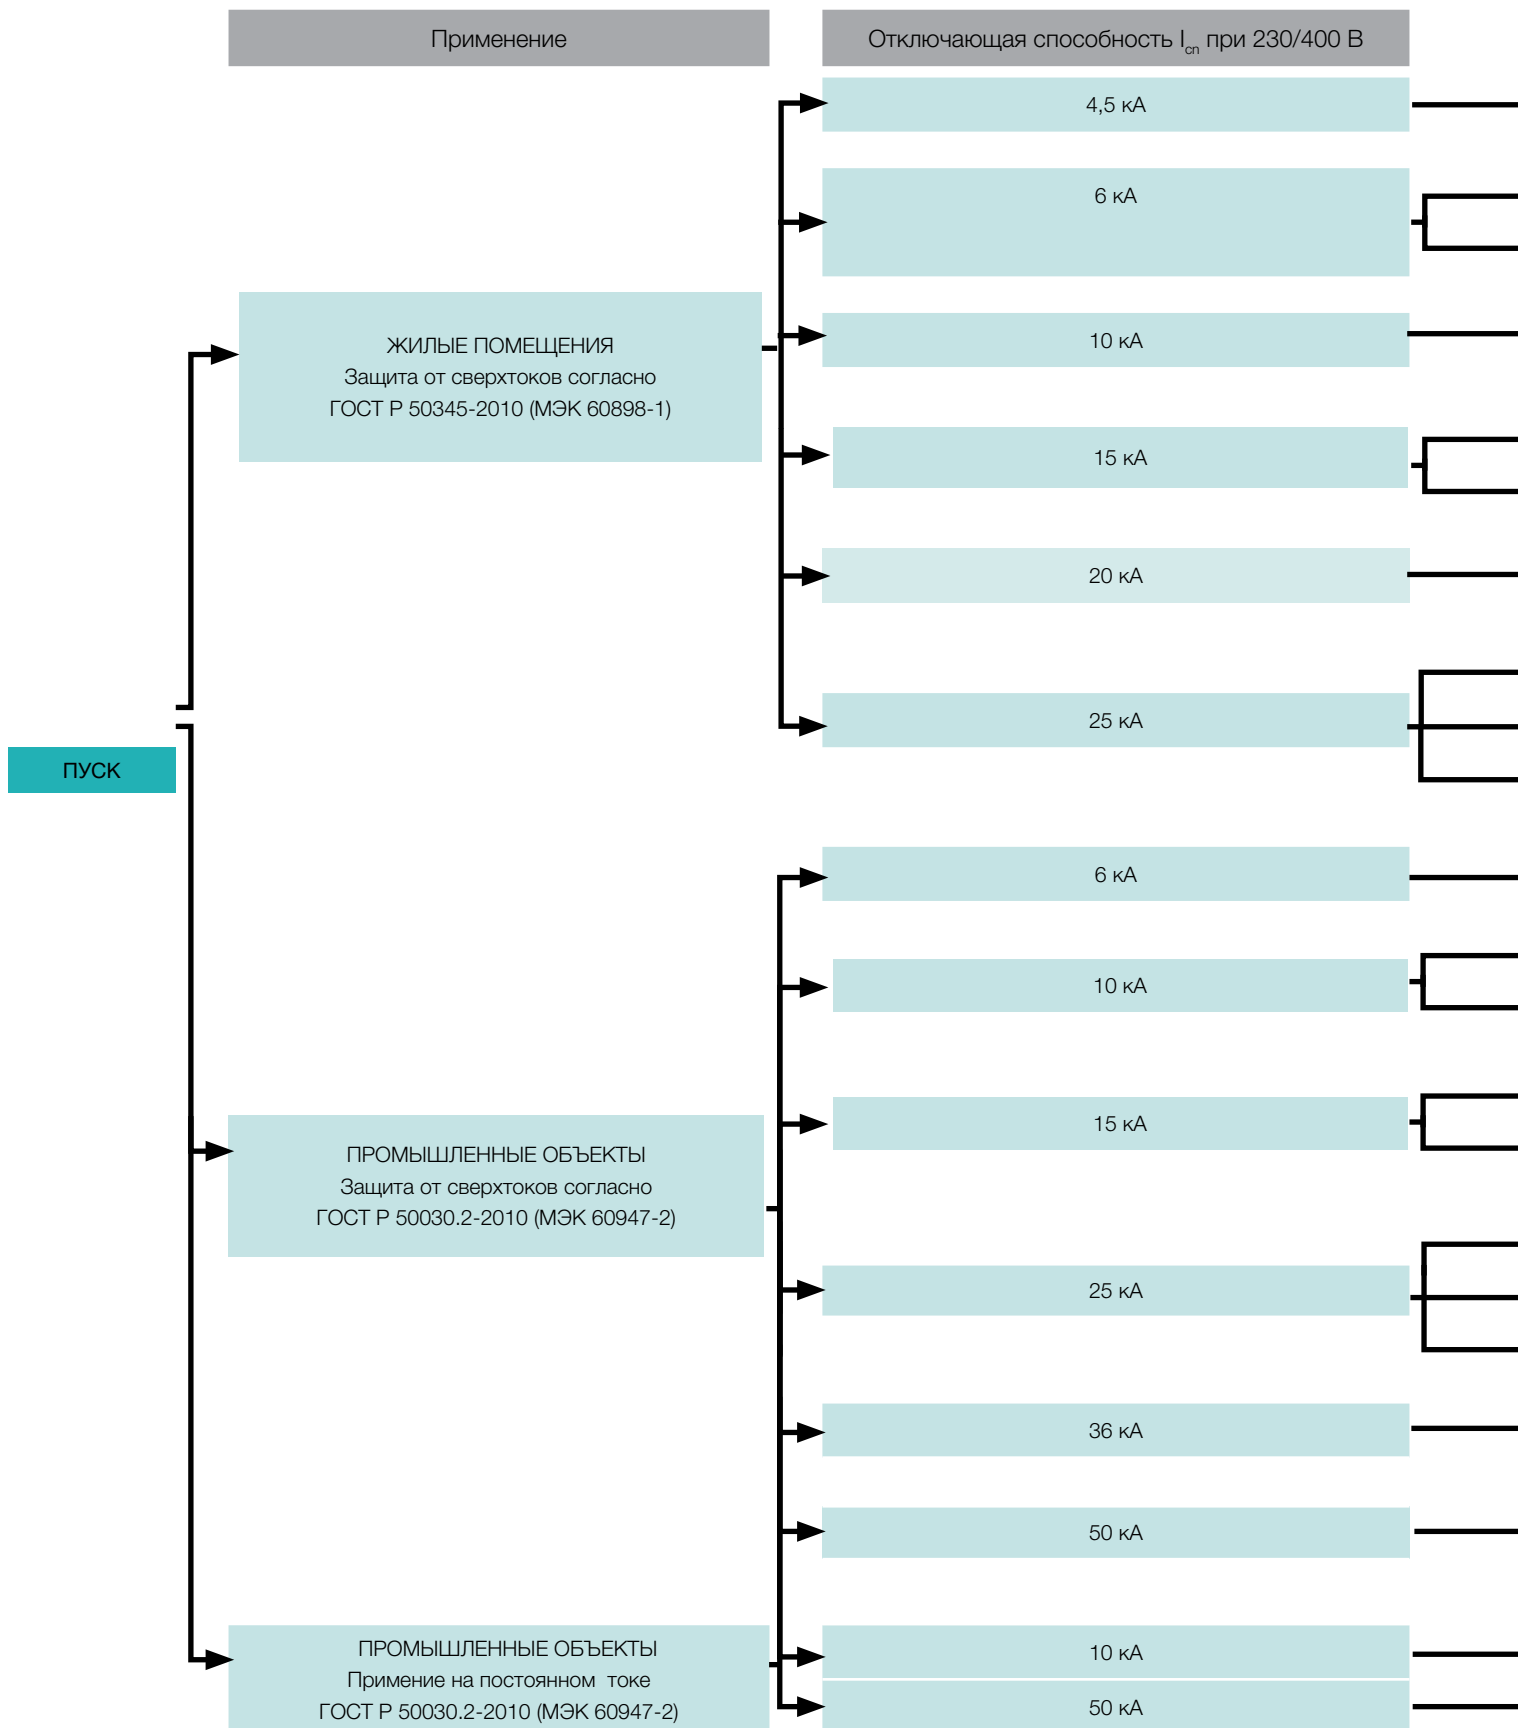 Применение
Отключающая способность Icn при 230/400 В
4,5 кА
6 кА
10 кА
15 кА
20 кА
25 кА
ЖИЛЫЕ ПОМЕЩЕНИЯ
Защита от сверхтоков согласно
ГОСТ Р 50345-2010 (МЭК 60898-1)
ПУСК
6 кА
10 кА
15 кА
25 кА
36 кА
50 кА
ПРОМЫШЛЕННЫЕ ОБЪЕКТЫ
Защита от сверхтоков согласно
ГОСТ Р 50030.2-2010 (МЭК 60947-2)
ПРОМЫШЛЕННЫЕ ОБЪЕКТЫ
Примение на постоянном токе
ГОСТ Р 50030.2-2010 (МЭК 60947-2)
10 кА
50 кА